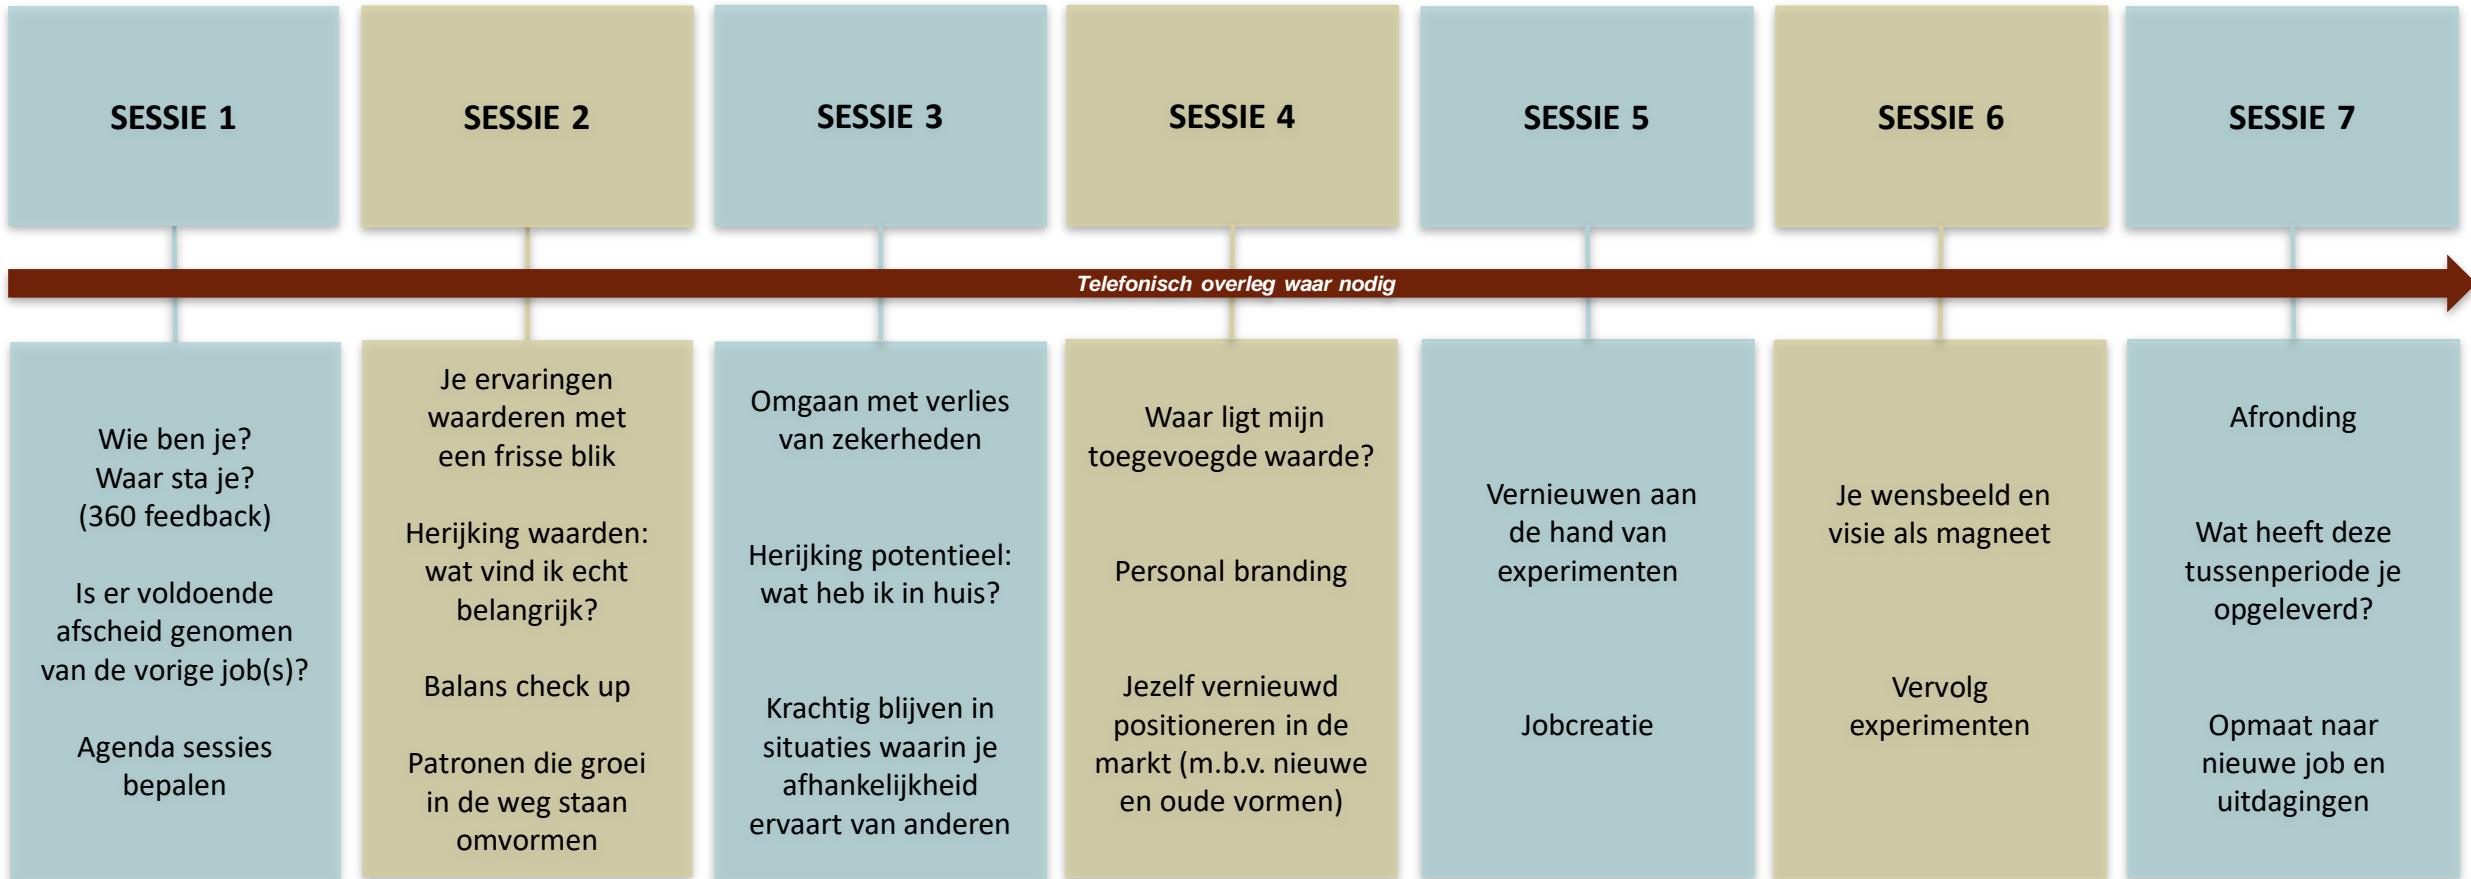 SESSIE 1
SESSIE 2
SESSIE 3
SESSIE 4
SESSIE 5
SESSIE 6
SESSIE 7
Telefonisch overleg waar nodig
Wie ben je?
Waar sta je?
(360 feedback)
Is er voldoende
afscheid genomen
van de vorige job(s)?
Agenda sessies
bepalen
Je ervaringen
waarderen met
een frisse blik
Herijking waarden:
wat vind ik echt
belangrijk?
Balans check up
Patronen die groei
in de weg staan
omvormen
Omgaan met verlies
van zekerheden
Herijking potentieel:
wat heb ik in huis?
Krachtig blijven in
situaties waarin je
afhankelijkheid
ervaart van anderen
Waar ligt mijn
toegevoegde waarde?
Personal branding
Jezelf vernieuwd
positioneren in de
markt (m.b.v. nieuwe
en oude vormen)
Vernieuwen aan
de hand van
experimenten
Jobcreatie
Je wensbeeld en
visie als magneet
Vervolg
experimenten
Afronding
Wat heeft deze
tussenperiode je
opgeleverd?
Opmaat naar
nieuwe job en
uitdagingen